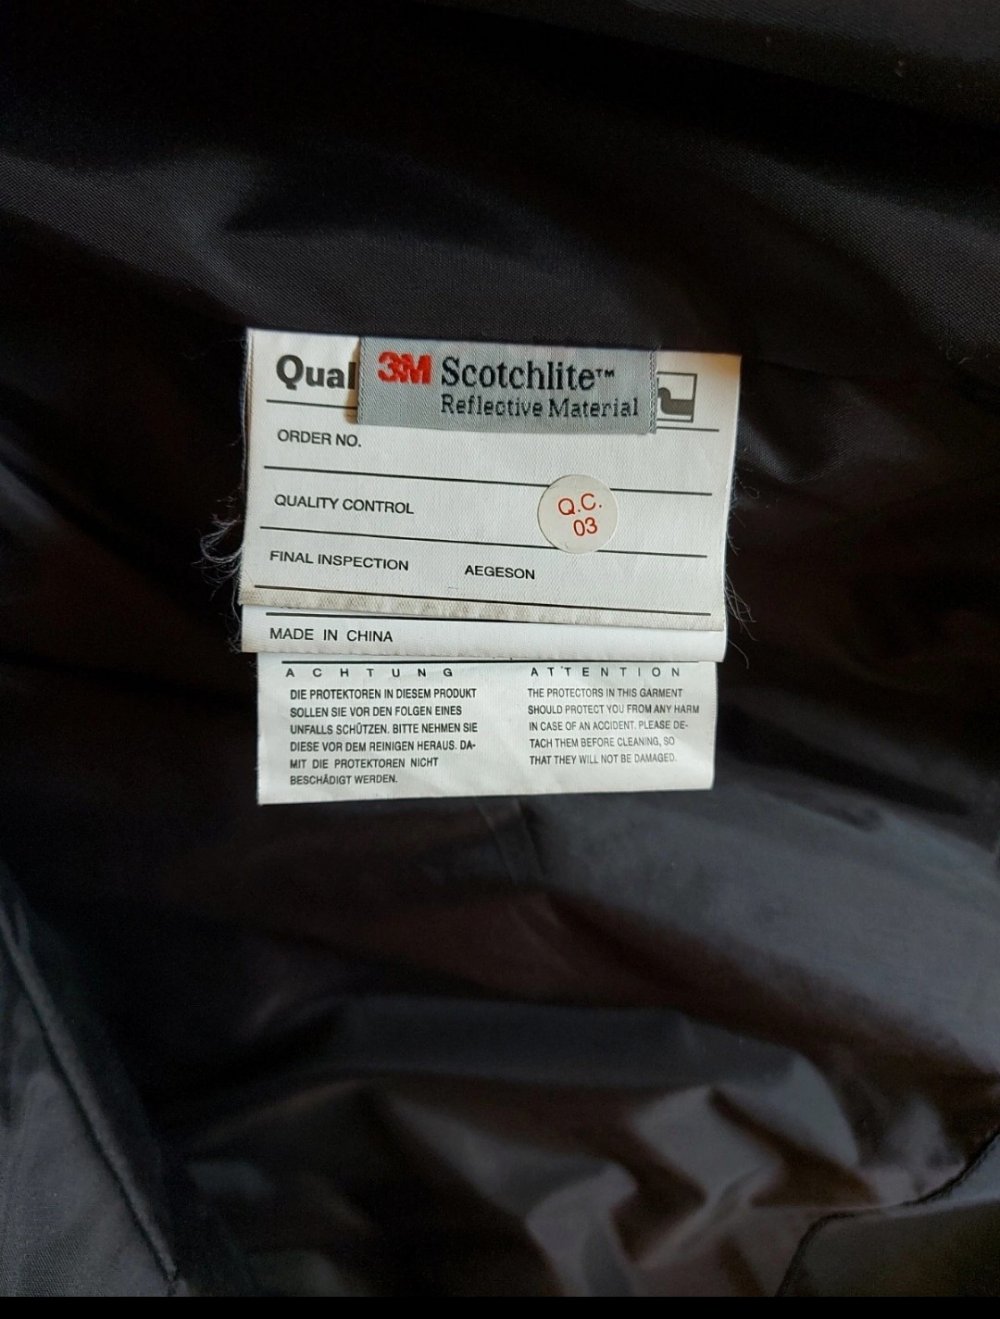 Qual
3M Scotchlite™
Reflective Material
ORDER NO.
QUALITY CONTROL
Q.C.
03
FINAL INSPECTION AEGESON
MADE IN CHINA
ACHTUNG
DIE PROTEKTOREN IN DIESEM PRODUKT
SOLLEN SIE VOR DEN FOLGEN EINES
UNFALLS SCHÜTZEN. BITTE NEHMEN SIE
DIESE VOR DEM REINIGEN HERAUS. DA-
MIT DIE PROTEKTOREN NICHT
BESCHÄDIGT WERDEN.
ATTENTION
THE PROTECTORS IN THIS GARMENT
SHOULD PROTECT YOU FROM ANY HARM
IN CASE OF AN ACCIDENT. PLEASE DE-
TACH THEM BEFORE CLEANING, SO
THAT THEY WILL NOT BE DAMAGED.